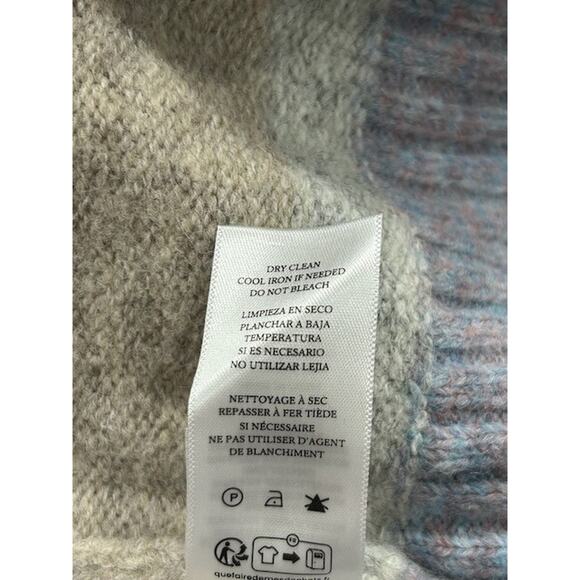 DRY CLEAN
COOL IRON IF NEEDED
DO NOT BLEACH
LIMPIEZA EN SECO
PLANCHAR A BAJA
TEMPERATURA
SI ES NECESARIO
NO UTILIZAR LEJIA
NETTOYAGE À SEC
REPASSER À FER TIÈDE
SI NÉCESSAIRE
NE PAS UTILISER D'AGENT
DE BLANCHIMENT
P
FR
quefairedemesdechets.fr